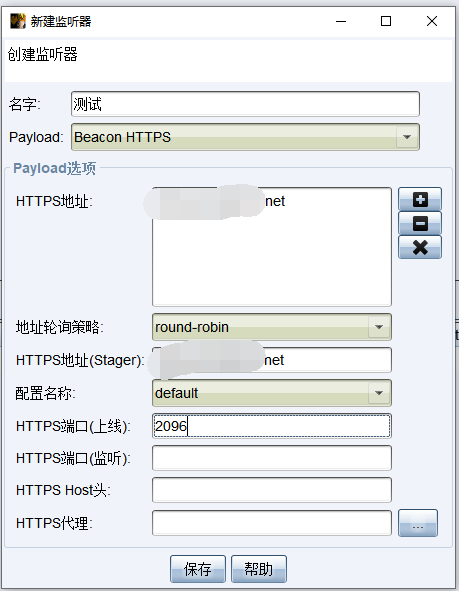 新建监听器
创建监听器
名字: 测试
Payload: Beacon HTTPS
Payload选项
HTTPS地址: net
地址轮询策略: round-robin
HTTPS地址(Stager): net
配置名称: default
HTTPS端口(上线): 2096
HTTPS端口(监听):
HTTPS Host头:
HTTPS代理: ...
保存 帮助